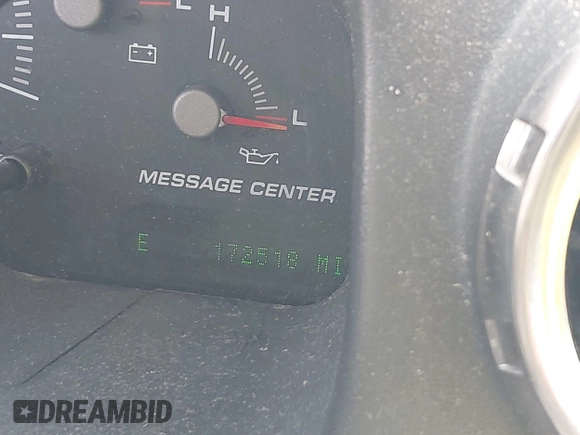 L
H
L
MESSAGE CENTER
E 172518 MI
DREAMBID